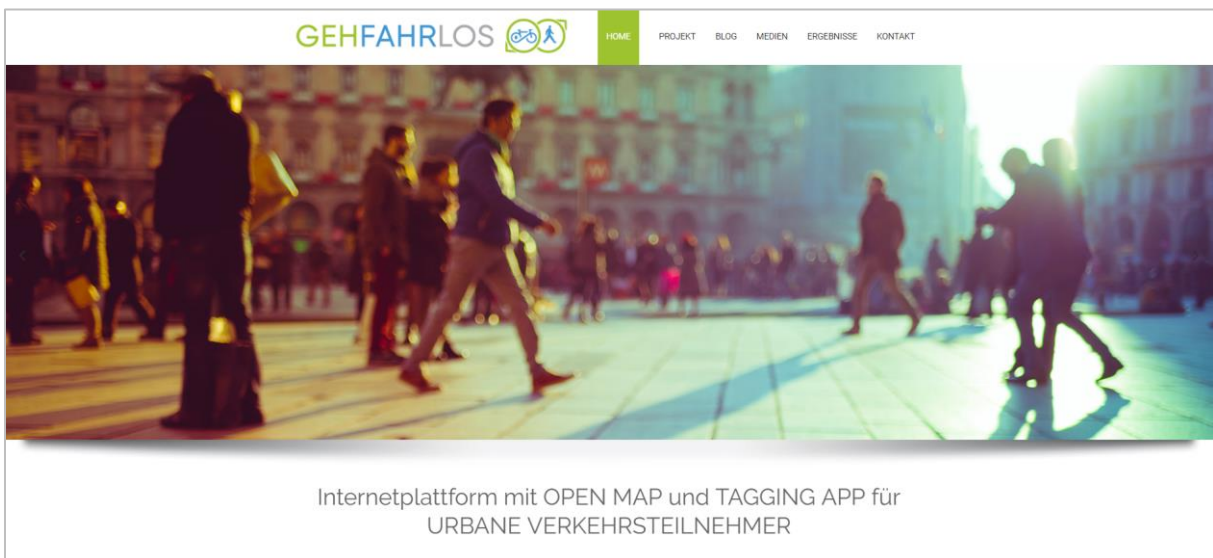 GEHFAHRLOS
HOME PROJEKT BLOG MEDIEN ERGEBNISSE KONTAKT
W
Internetplattform mit OPEN MAP und TAGGING APP für
URBANE VERKEHRSTEILNEHMER